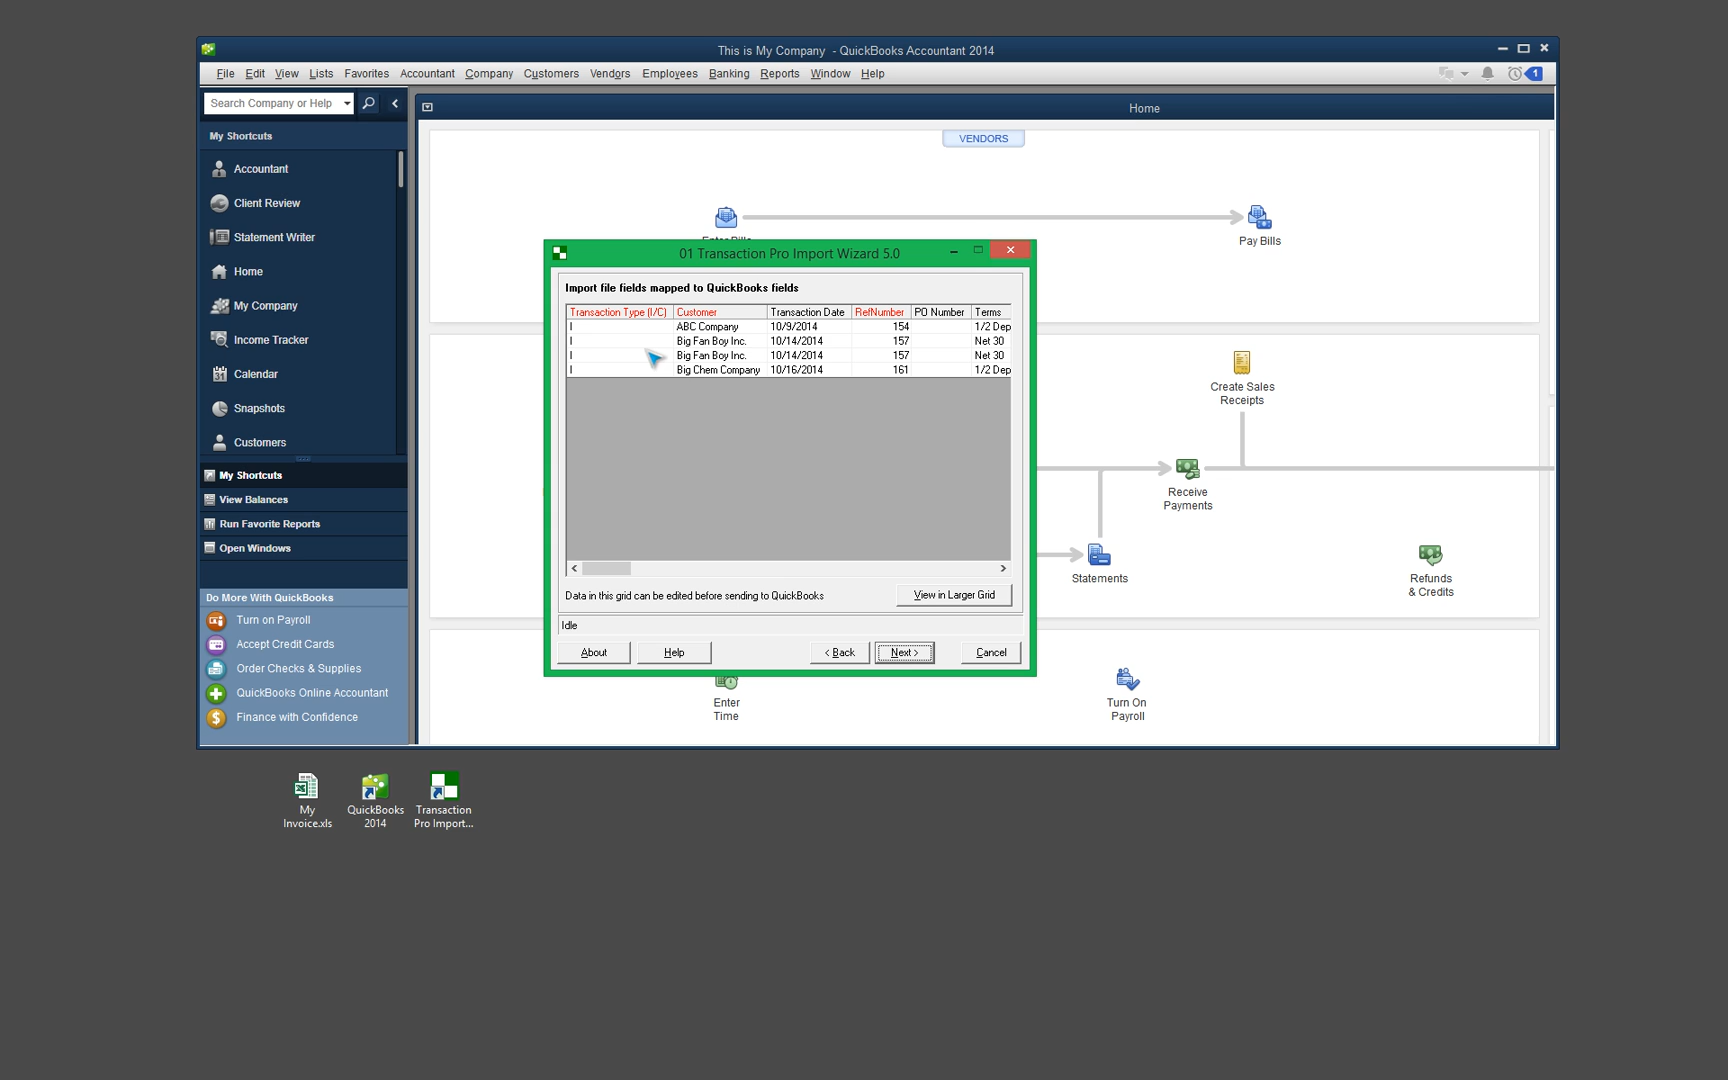 This is My Company - QuickBooks Accountant 2014
File Edit View Lists Favorites Accountant Company Customers Vendors Employees Banking Reports Window Help
1
Search Company or Help
Home
My Shortcuts
Accountant
Client Review
Statement Writer
Home
My Company
Income Tracker
Calendar
Snapshots
Customers
My Shortcuts
View Balances
Run Favorite Reports
Open Windows
Do More With QuickBooks
Turn on Payroll
Accept Credit Cards
Order Checks & Supplies
QuickBooks Online Accountant
Finance with Confidence
VENDORS
Enter Bills
Pay Bills
Create Sales
Receipts
Receive
Payments
Statements
Refunds
& Credits
Enter
Time
Turn On
Payroll
01 Transaction Pro Import Wizard 5.0
Import file fields mapped to QuickBooks fields
Transaction Type (I/C) Customer Transaction Date RefNumber PO Number Terms
I ABC Company 10/9/2014 154 1/2 Dep
I Big Fan Boy Inc. 10/14/2014 157 Net 30
I Big Fan Boy Inc. 10/14/2014 157 Net 30
I Big Chem Company 10/16/2014 161 1/2 Dep
Data in this grid can be edited before sending to QuickBooks
View in Larger Grid
Idle
About Help < Back Next > Cancel
My
Invoice.xls
QuickBooks
2014
Transaction
Pro Import...